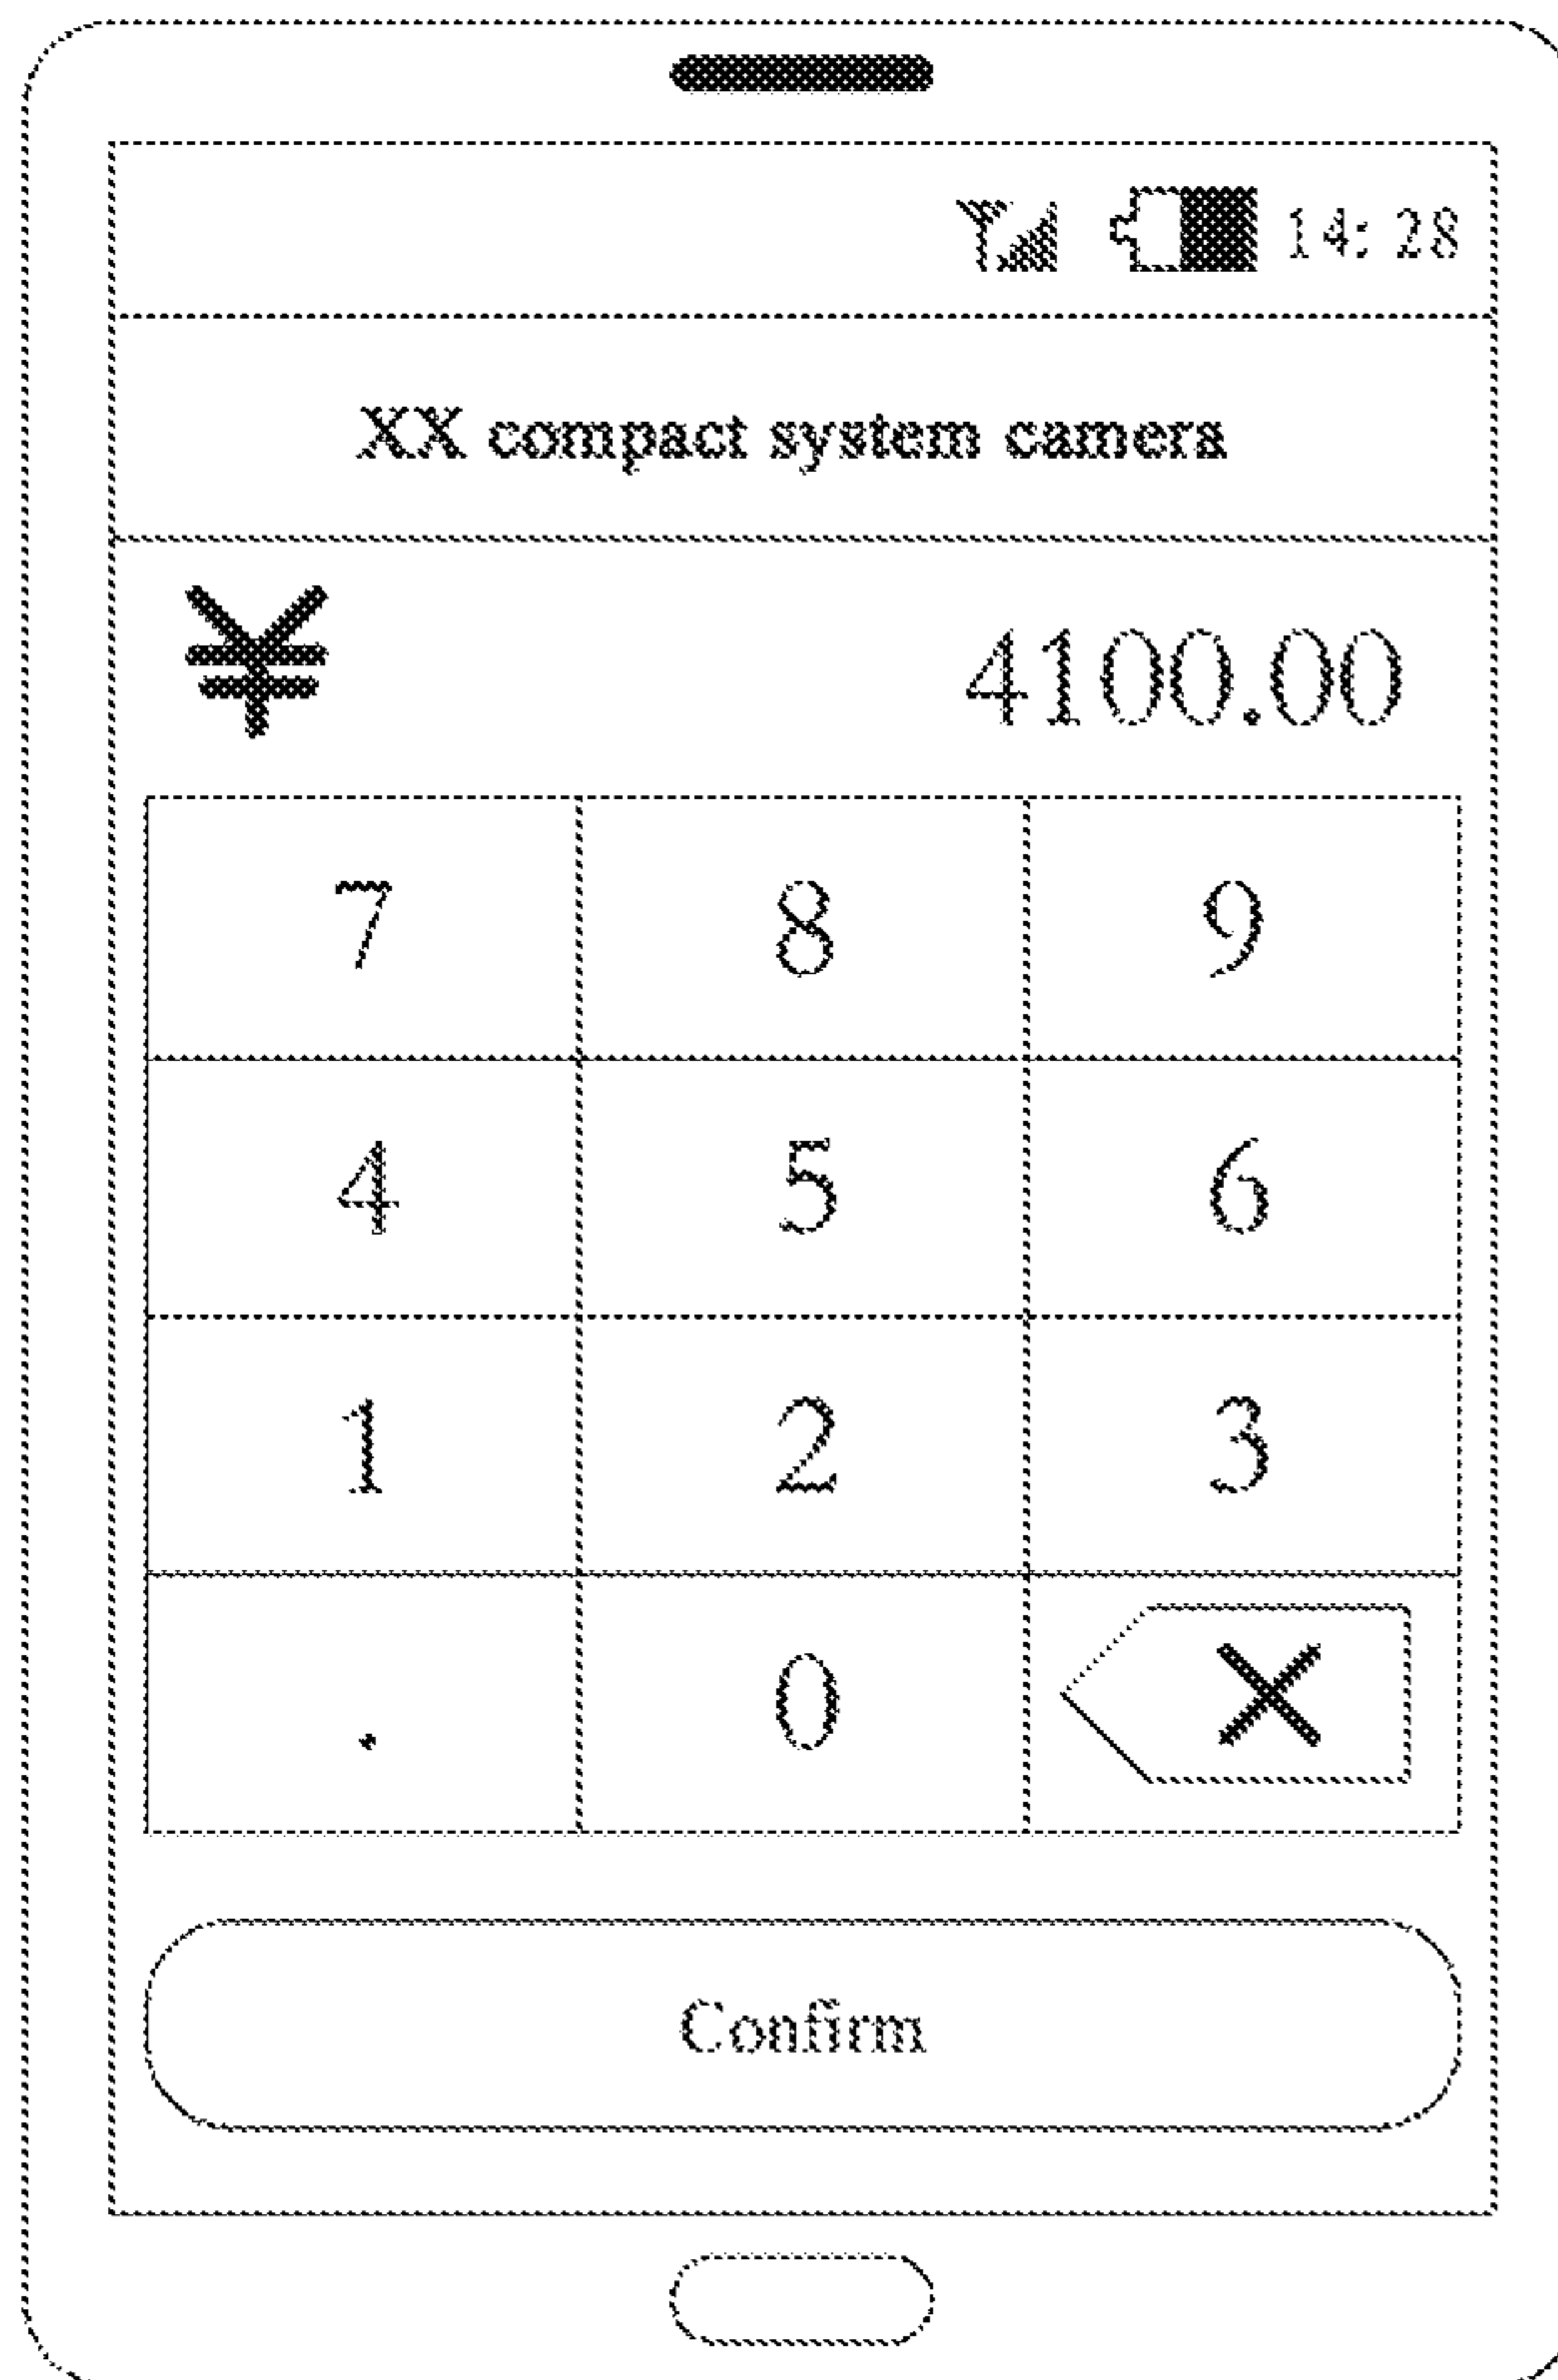 14: 28
XX compact system camera
¥ 4100.00
7 8 9
4 5 6
1 2 3
. 0
Confirm